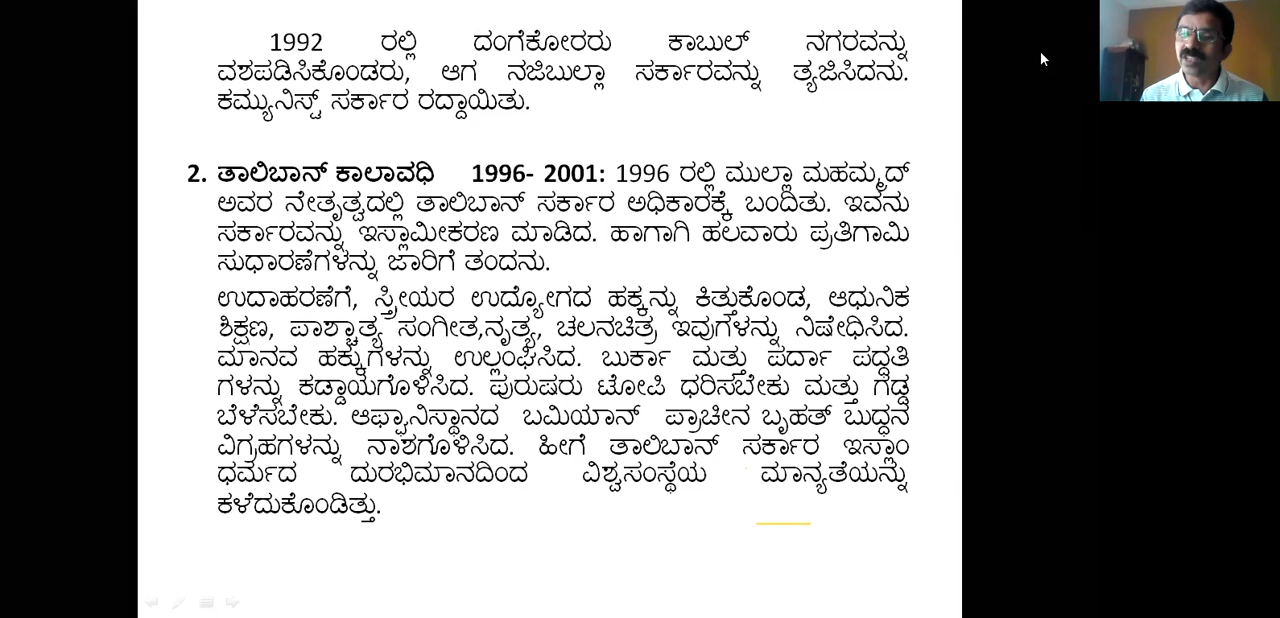 1992 ರಲ್ಲಿ ದಂಗೆಕೋರರು ಕಾಬುಲ್ ನಗರವನ್ನು
ವಶಪಡಿಸಿಕೊಂಡರು, ಆಗ ನಜಿಬುಲ್ಲಾ ಸರ್ಕಾರವನ್ನು ತ್ಯಜಿಸಿದನು.
ಕಮ್ಯುನಿಸ್ಟ್ ಸರ್ಕಾರ ರದ್ದಾಯಿತು.
2. ತಾಲಿಬಾನ್ ಕಾಲಾವಧಿ 1996- 2001: 1996 ರಲ್ಲಿ ಮುಲ್ಲಾ ಮಹಮ್ಮದ್
ಅವರ ನೇತೃತ್ವದಲ್ಲಿ ತಾಲಿಬಾನ್ ಸರ್ಕಾರ ಅಧಿಕಾರಕ್ಕೆ ಬಂದಿತು. ಇವನು
ಸರ್ಕಾರವನ್ನು ಇಸ್ಲಾಮೀಕರಣ ಮಾಡಿದ. ಹಾಗಾಗಿ ಹಲವಾರು ಪ್ರತಿಗಾಮಿ
ಸುಧಾರಣೆಗಳನ್ನು ಜಾರಿಗೆ ತಂದನು.
ಉದಾಹರಣೆಗೆ, ಸ್ತ್ರೀಯರ ಉದ್ಯೋಗದ ಹಕ್ಕನ್ನು ಕಿತ್ತುಕೊಂಡ, ಆಧುನಿಕ
ಶಿಕ್ಷಣ, ಪಾಶ್ಚಾತ್ಯ ಸಂಗೀತ,ನೃತ್ಯ, ಚಲನಚಿತ್ರ ಇವುಗಳನ್ನು ನಿಷೇಧಿಸಿದ.
ಮಾನವ ಹಕ್ಕುಗಳನ್ನು ಉಲ್ಲಂಘಿಸಿದ. ಬುರ್ಕಾ ಮತ್ತು ಪರ್ದಾ ಪದ್ಧತಿ
ಗಳನ್ನು ಕಡ್ಡಾಯಗೊಳಿಸಿದ. ಪುರುಷರು ಟೋಪಿ ಧರಿಸಬೇಕು ಮತ್ತು ಗಡ್ಡ
ಬೆಳೆಸಬೇಕು. ಆಫ್ಘಾನಿಸ್ಥಾನದ ಬಮಿಯಾನ್ ಪ್ರಾಚೀನ ಬೃಹತ್ ಬುದ್ಧನ
ವಿಗ್ರಹಗಳನ್ನು ನಾಶಗೊಳಿಸಿದ. ಹೀಗೆ ತಾಲಿಬಾನ್ ಸರ್ಕಾರ ಇಸ್ಲಾಂ
ಧರ್ಮದ ದುರಭಿಮಾನದಿಂದ ವಿಶ್ವಸಂಸ್ಥೆಯ ಮಾನ್ಯತೆಯನ್ನು
ಕಳೆದುಕೊಂಡಿತ್ತು.